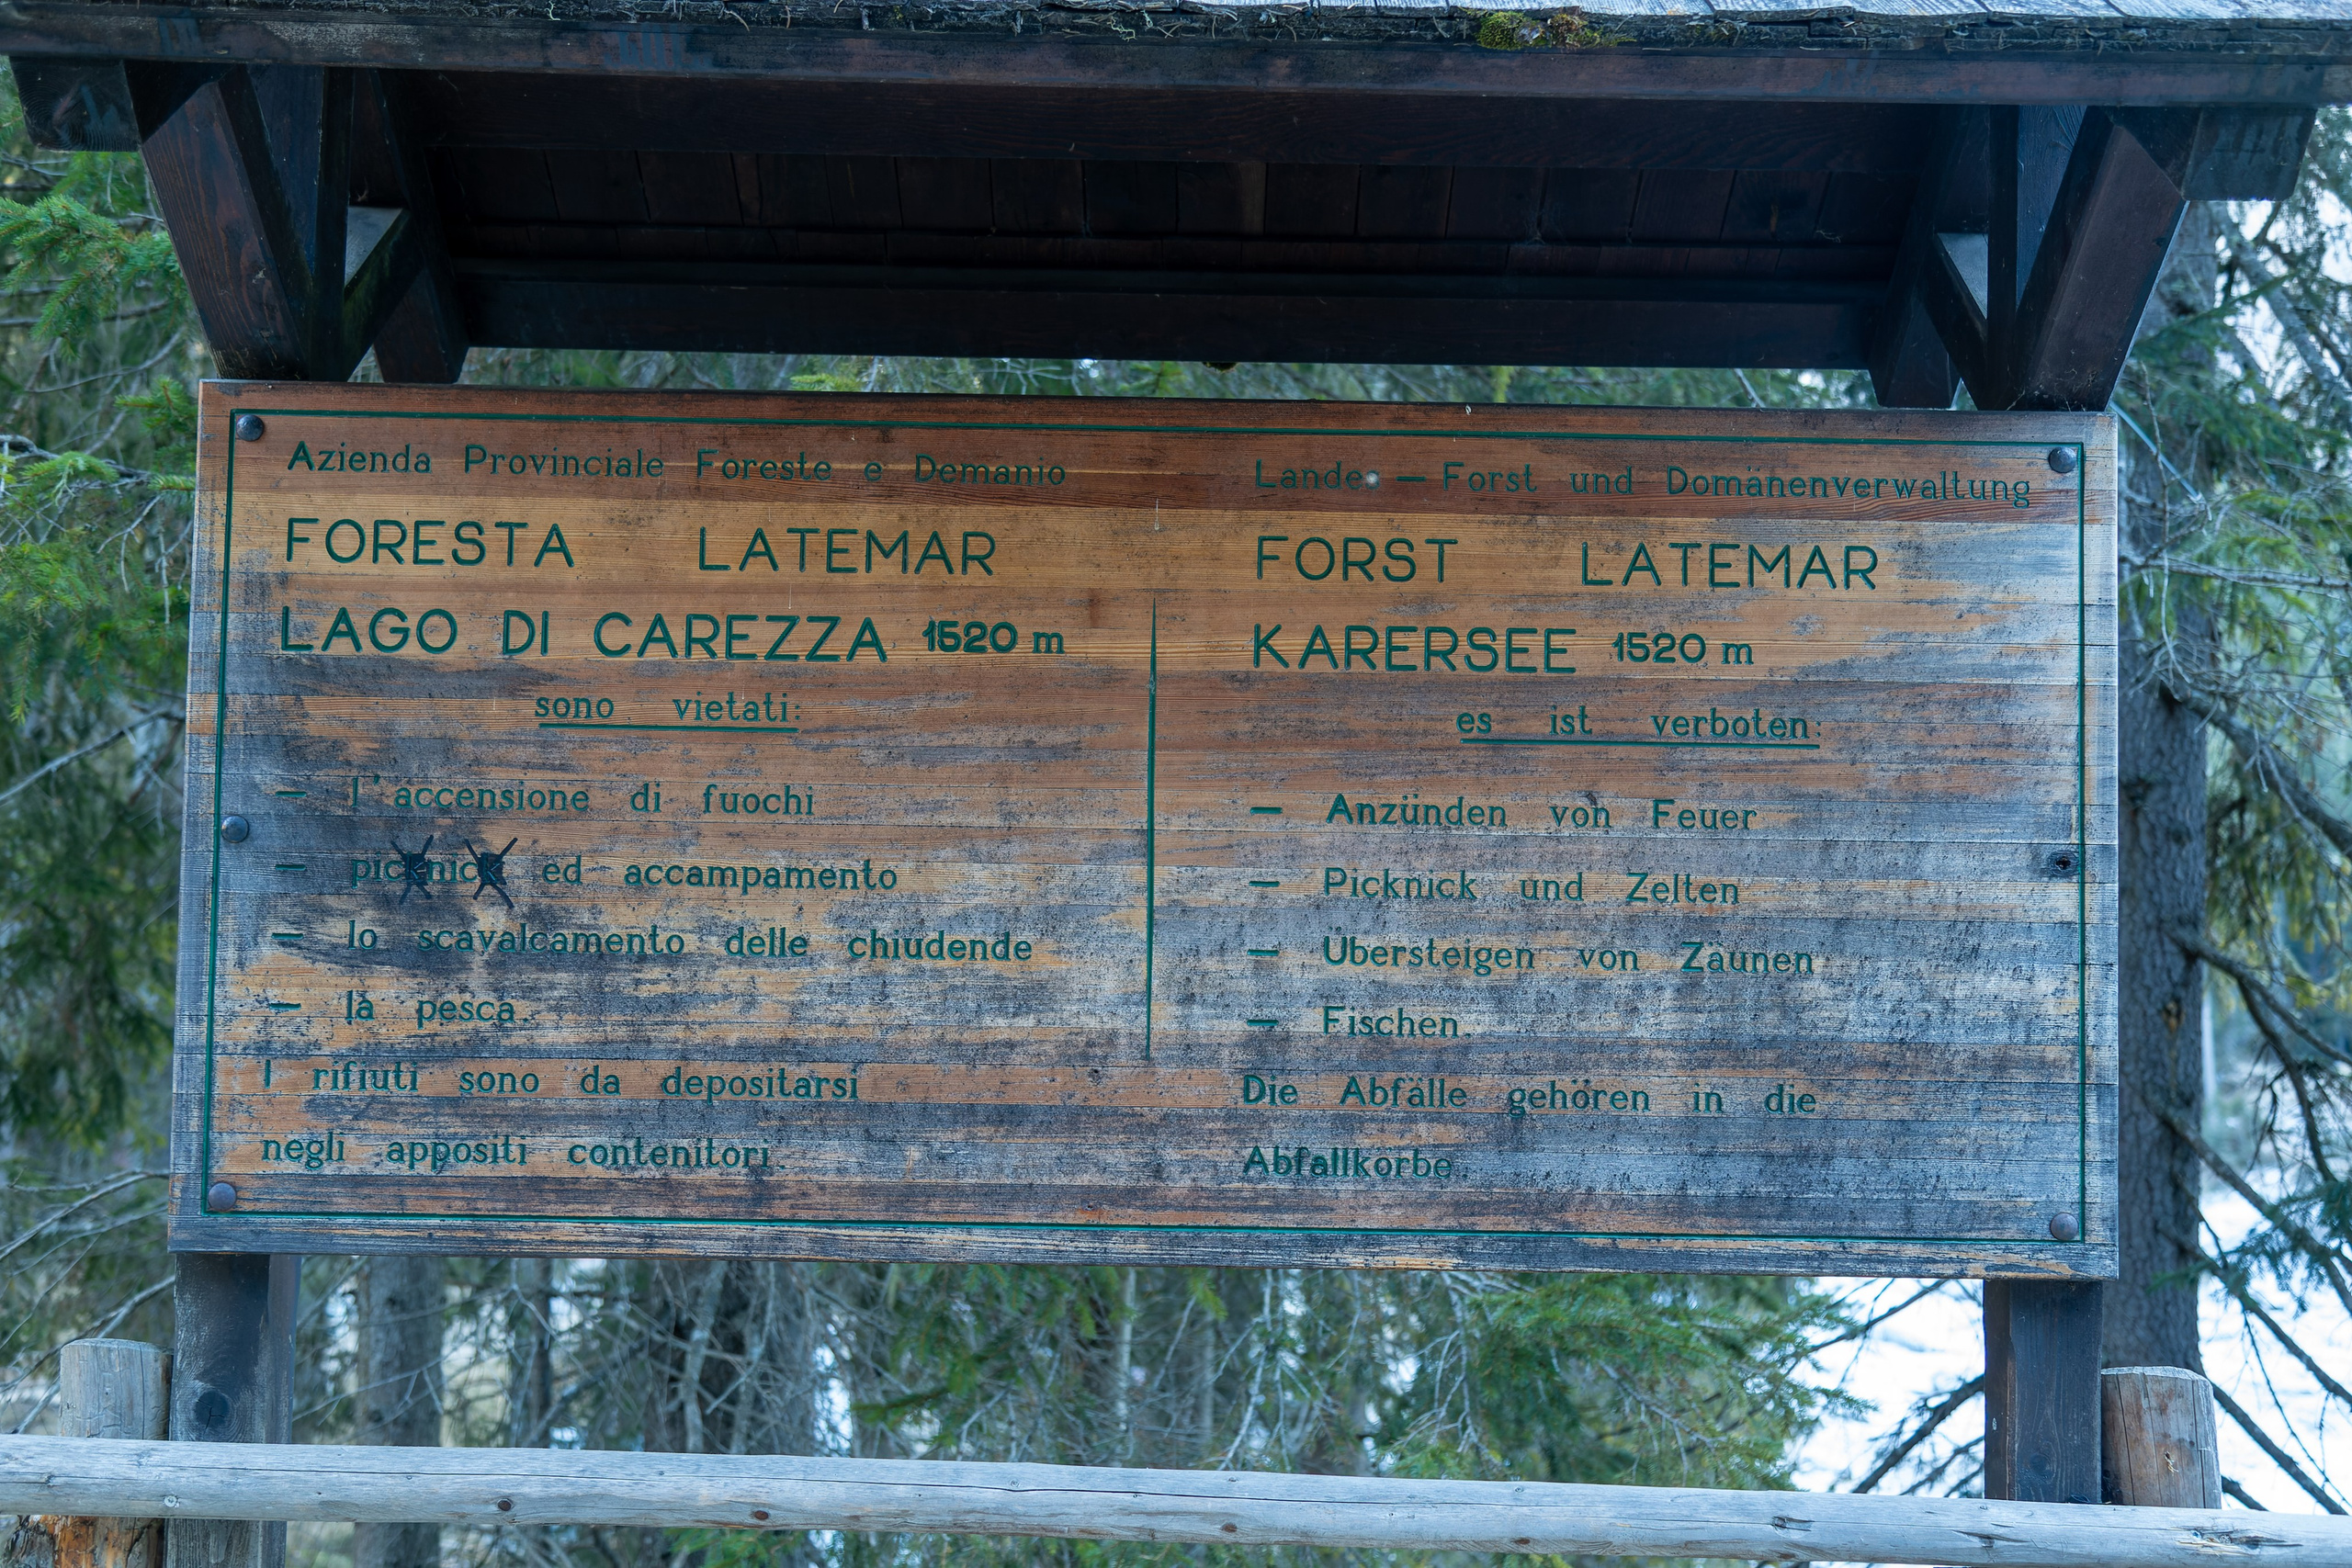 Azienda Provinciale Foreste e Demanio
FORESTA LATEMAR
LAGO DI CAREZZA 1520 m
sono vietati:
– l'accensione di fuochi
– picknick ed accampamento
– lo scavalcamento delle chiudende
– la pesca.
I rifiuti sono da depositarsi
negli appositi contenitori.
Landes – Forst und Domänenverwaltung
FORST LATEMAR
KARERSEE 1520 m
es ist verboten:
– Anzünden von Feuer
– Picknick und Zelten
– Übersteigen von Zäunen
– Fischen.
Die Abfälle gehören in die
Abfallkörbe.